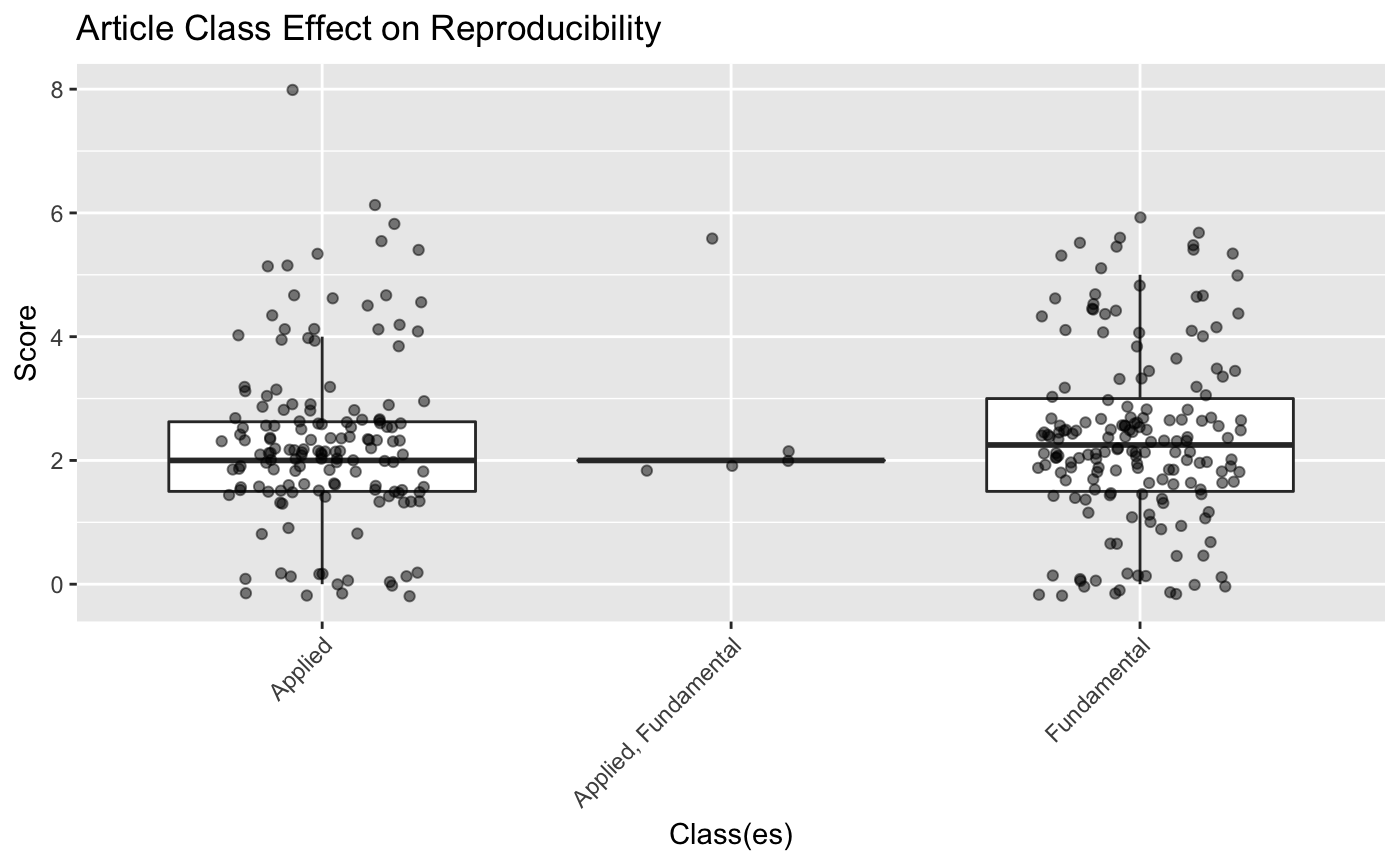 Article Class Effect on Reproducibility
Score
8
6
4
2
0
Applied
Applied, Fundamental
Fundamental
Class(es)